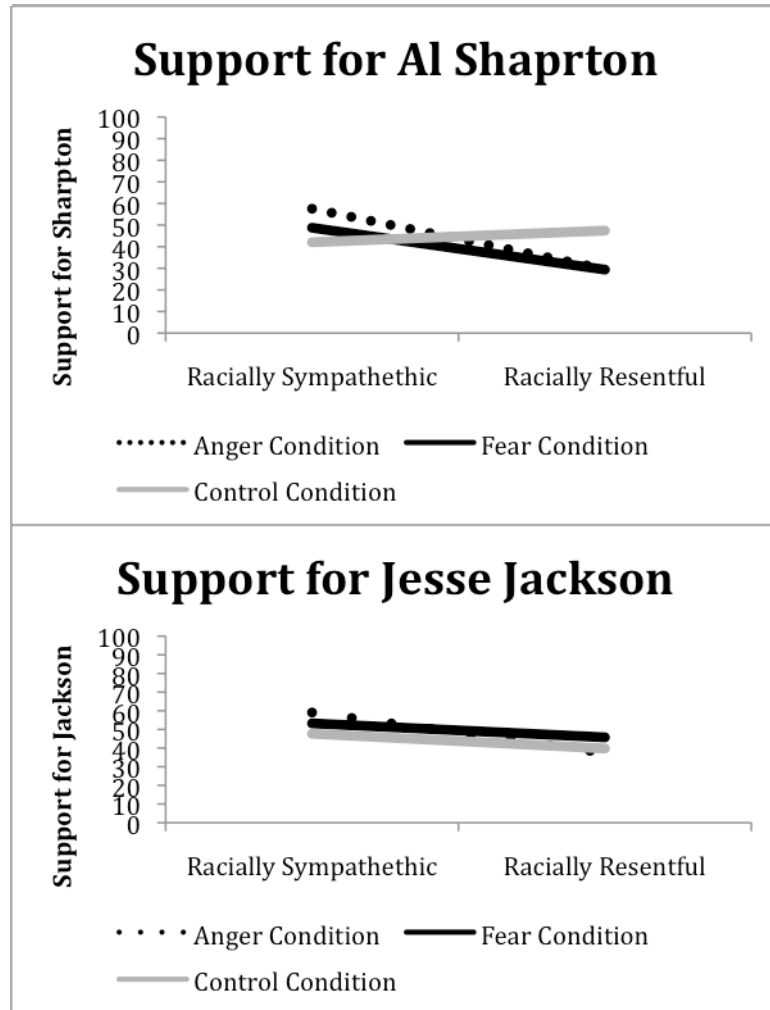 Support for Al Shaprton
Support for Sharpton
100
90
80
70
60
50
40
30
20
10
0
Racially Sympathethic Racially Resentful
Anger Condition Fear Condition
Control Condition
Support for Jesse Jackson
Support for Jackson
100
90
80
70
60
50
40
30
20
10
0
Racially Sympathethic Racially Resentful
Anger Condition Fear Condition
Control Condition